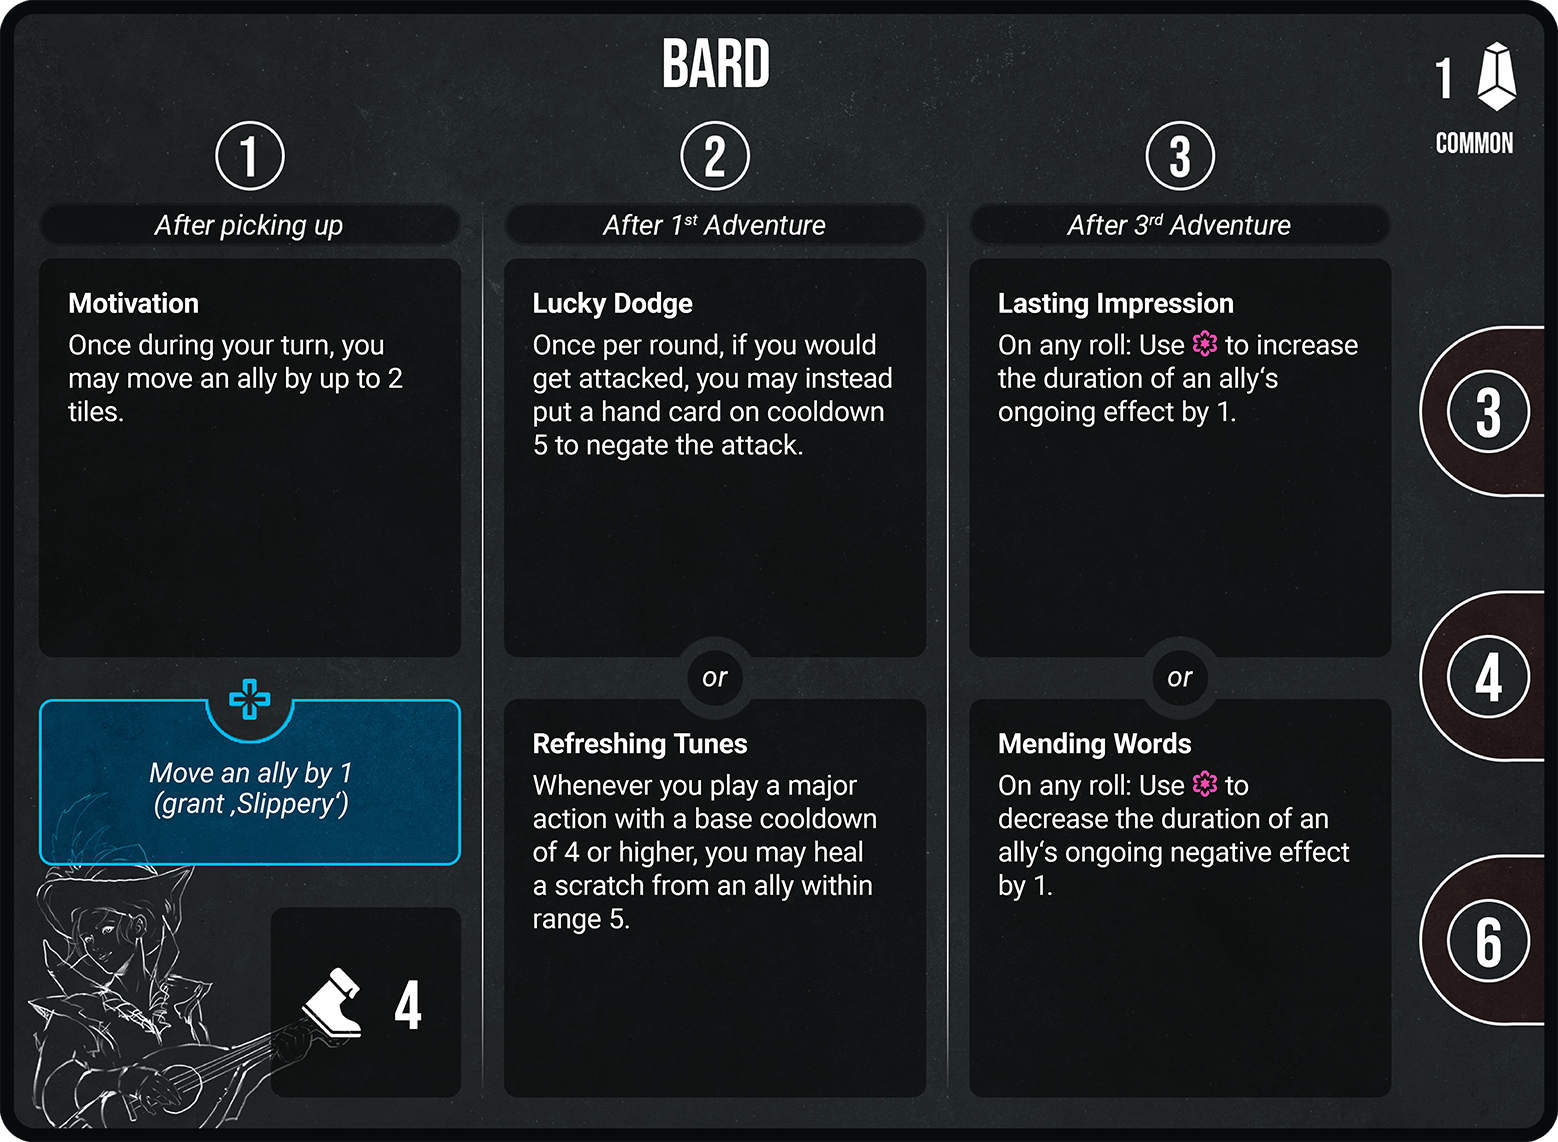 BARD
1
COMMON
1
After picking up
Motivation
Once during your turn, you
may move an ally by up to 2
tiles.
Move an ally by 1
(grant ‚Slippery‘)
4
2
After 1st Adventure
Lucky Dodge
Once per round, if you would
get attacked, you may instead
put a hand card on cooldown
5 to negate the attack.
or
Refreshing Tunes
Whenever you play a major
action with a base cooldown
of 4 or higher, you may heal
a scratch from an ally within
range 5.
3
After 3rd Adventure
Lasting Impression
On any roll: Use to increase
the duration of an ally‘s
ongoing effect by 1.
or
Mending Words
On any roll: Use to
decrease the duration of an
ally‘s ongoing negative effect
by 1.
3
4
6